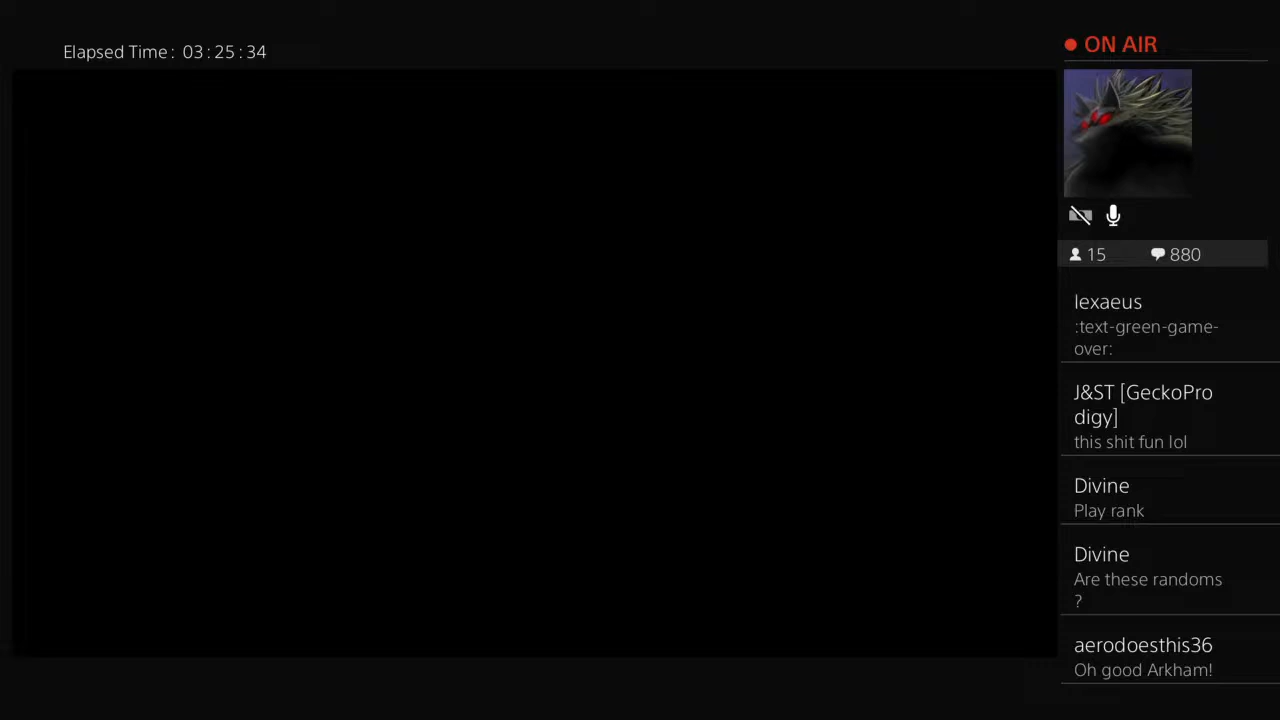 Elapsed Time: 03:25:34
ON AIR
15 880
lexaeus
:text-green-game-
over:
J&ST [GeckoPro
digy]
this shit fun lol
Divine
Play rank
Divine
Are these randoms
?
aerodoesthis36
Oh good Arkham!